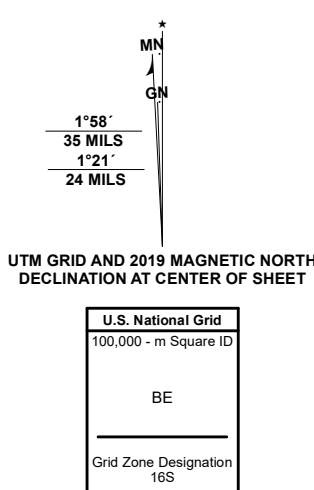 ★
MN
GN
1°58´
35 MILS
1°21´
24 MILS
UTM GRID AND 2019 MAGNETIC NORTH
DECLINATION AT CENTER OF SHEET
U.S. National Grid
100,000 - m Square ID
BE
Grid Zone Designation
16S